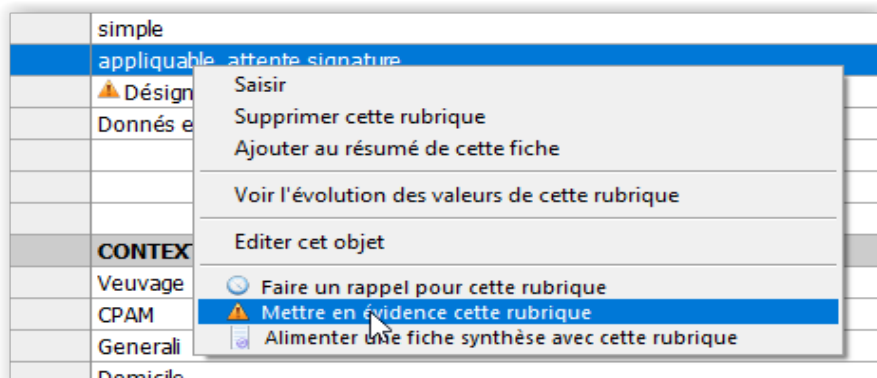 simple
appliquable, attente signature
Désign
Saisir
Donnés e
Supprimer cette rubrique
Ajouter au résumé de cette fiche
Voir l'évolution des valeurs de cette rubrique
Editer cet objet
CONTEX
Veuvage
Faire un rappel pour cette rubrique
CPAM
Mettre en évidence cette rubrique
Generali
Alimenter une fiche synthèse avec cette rubrique
Domicile